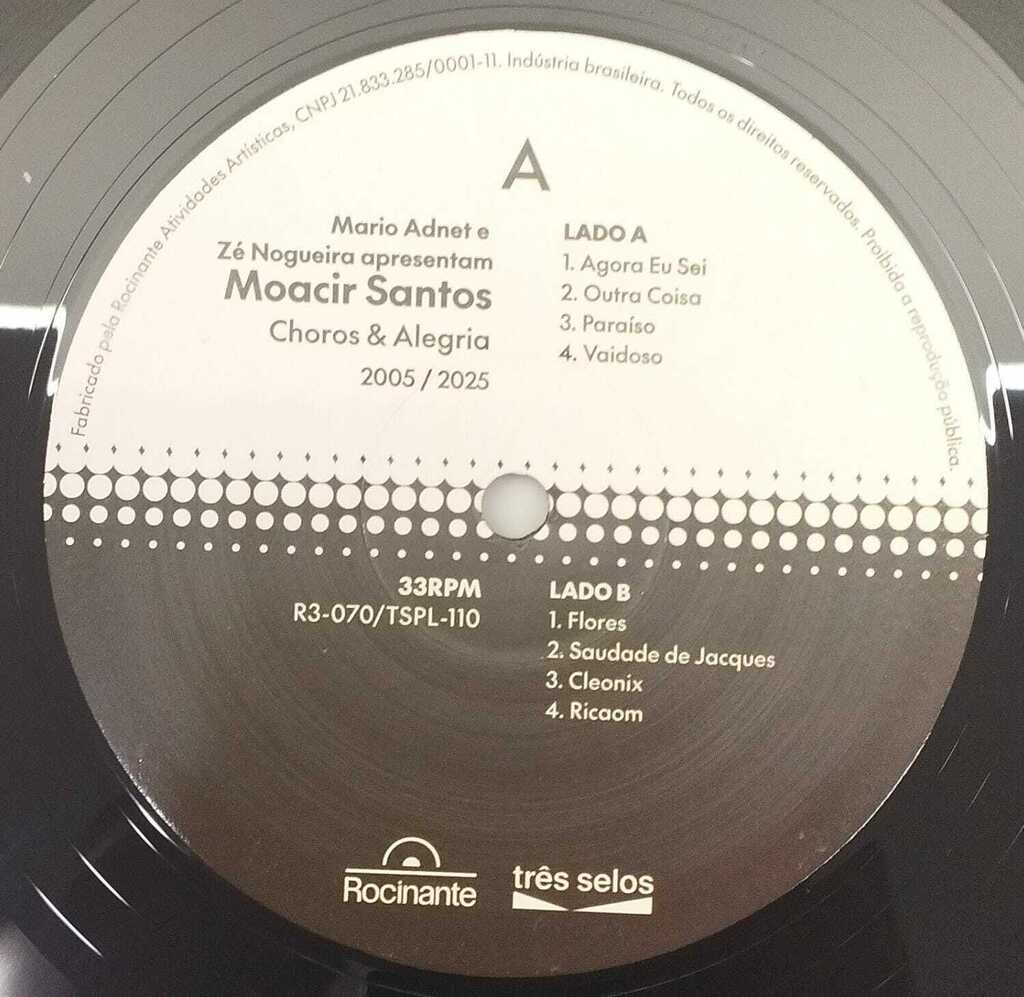 Fabricado pela Rocinante Atividades Artísticas, CNPJ 21.833.285/0001-11. Indústria brasileira. Todos os direitos reservados. Proibida a reprodução pública.
A
Mario Adnet e
Zé Nogueira apresentam
Moacir Santos
Choros & Alegria
2005 / 2025
LADO A
1. Agora Eu Sei
2. Outra Coisa
3. Paraíso
4. Vaidoso
33RPM
R3-070/TSPL-110
LADO B
1. Flores
2. Saudade de Jacques
3. Cleonix
4. Ricaom
Rocinante
três selos